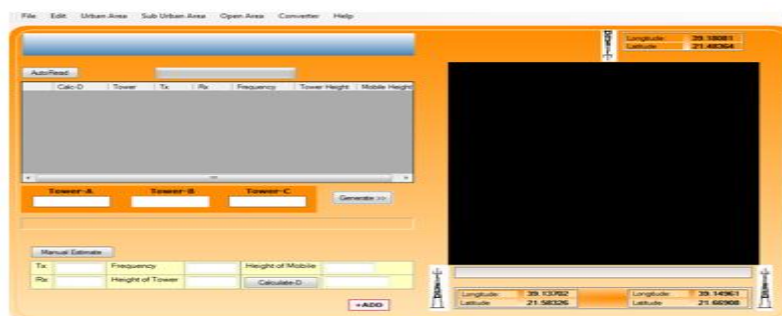 File Edit Urban Area Sub Urban Area Open Area Converter Help
Longitude 39.18081
Latitude 21.48364
AutoRead
Calc-D Tower Tx Rx Frequency Tower Height Mobile Height
Tower-A Tower-B Tower-C
Generate >>
Manual Estimate
Tx Frequency Height of Mobile
Rx Height of Tower Calculate-D
+ADD
Longitude 39.13702
Latitude 21.58326
Longitude 39.14961
Latitude 21.66908